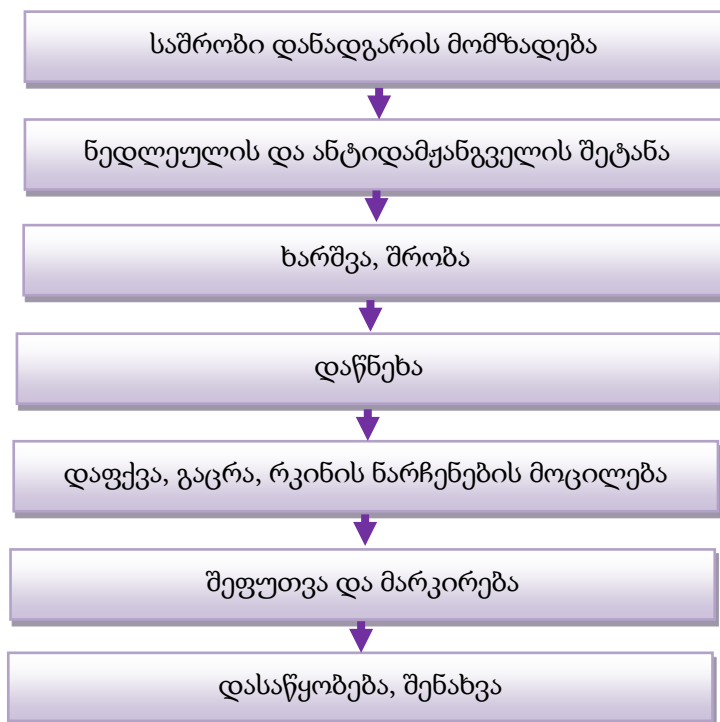 საშრობი დანადგარის მომზადება
ნედლეულის და ანტიდამჟანგველის შეტანა
ხარშვა, შრობა
დაწნეხა
დაფქვა, გაცრა, რკინის ნარჩენების მოცილება
შეფუთვა და მარკირება
დასაწყობება, შენახვა